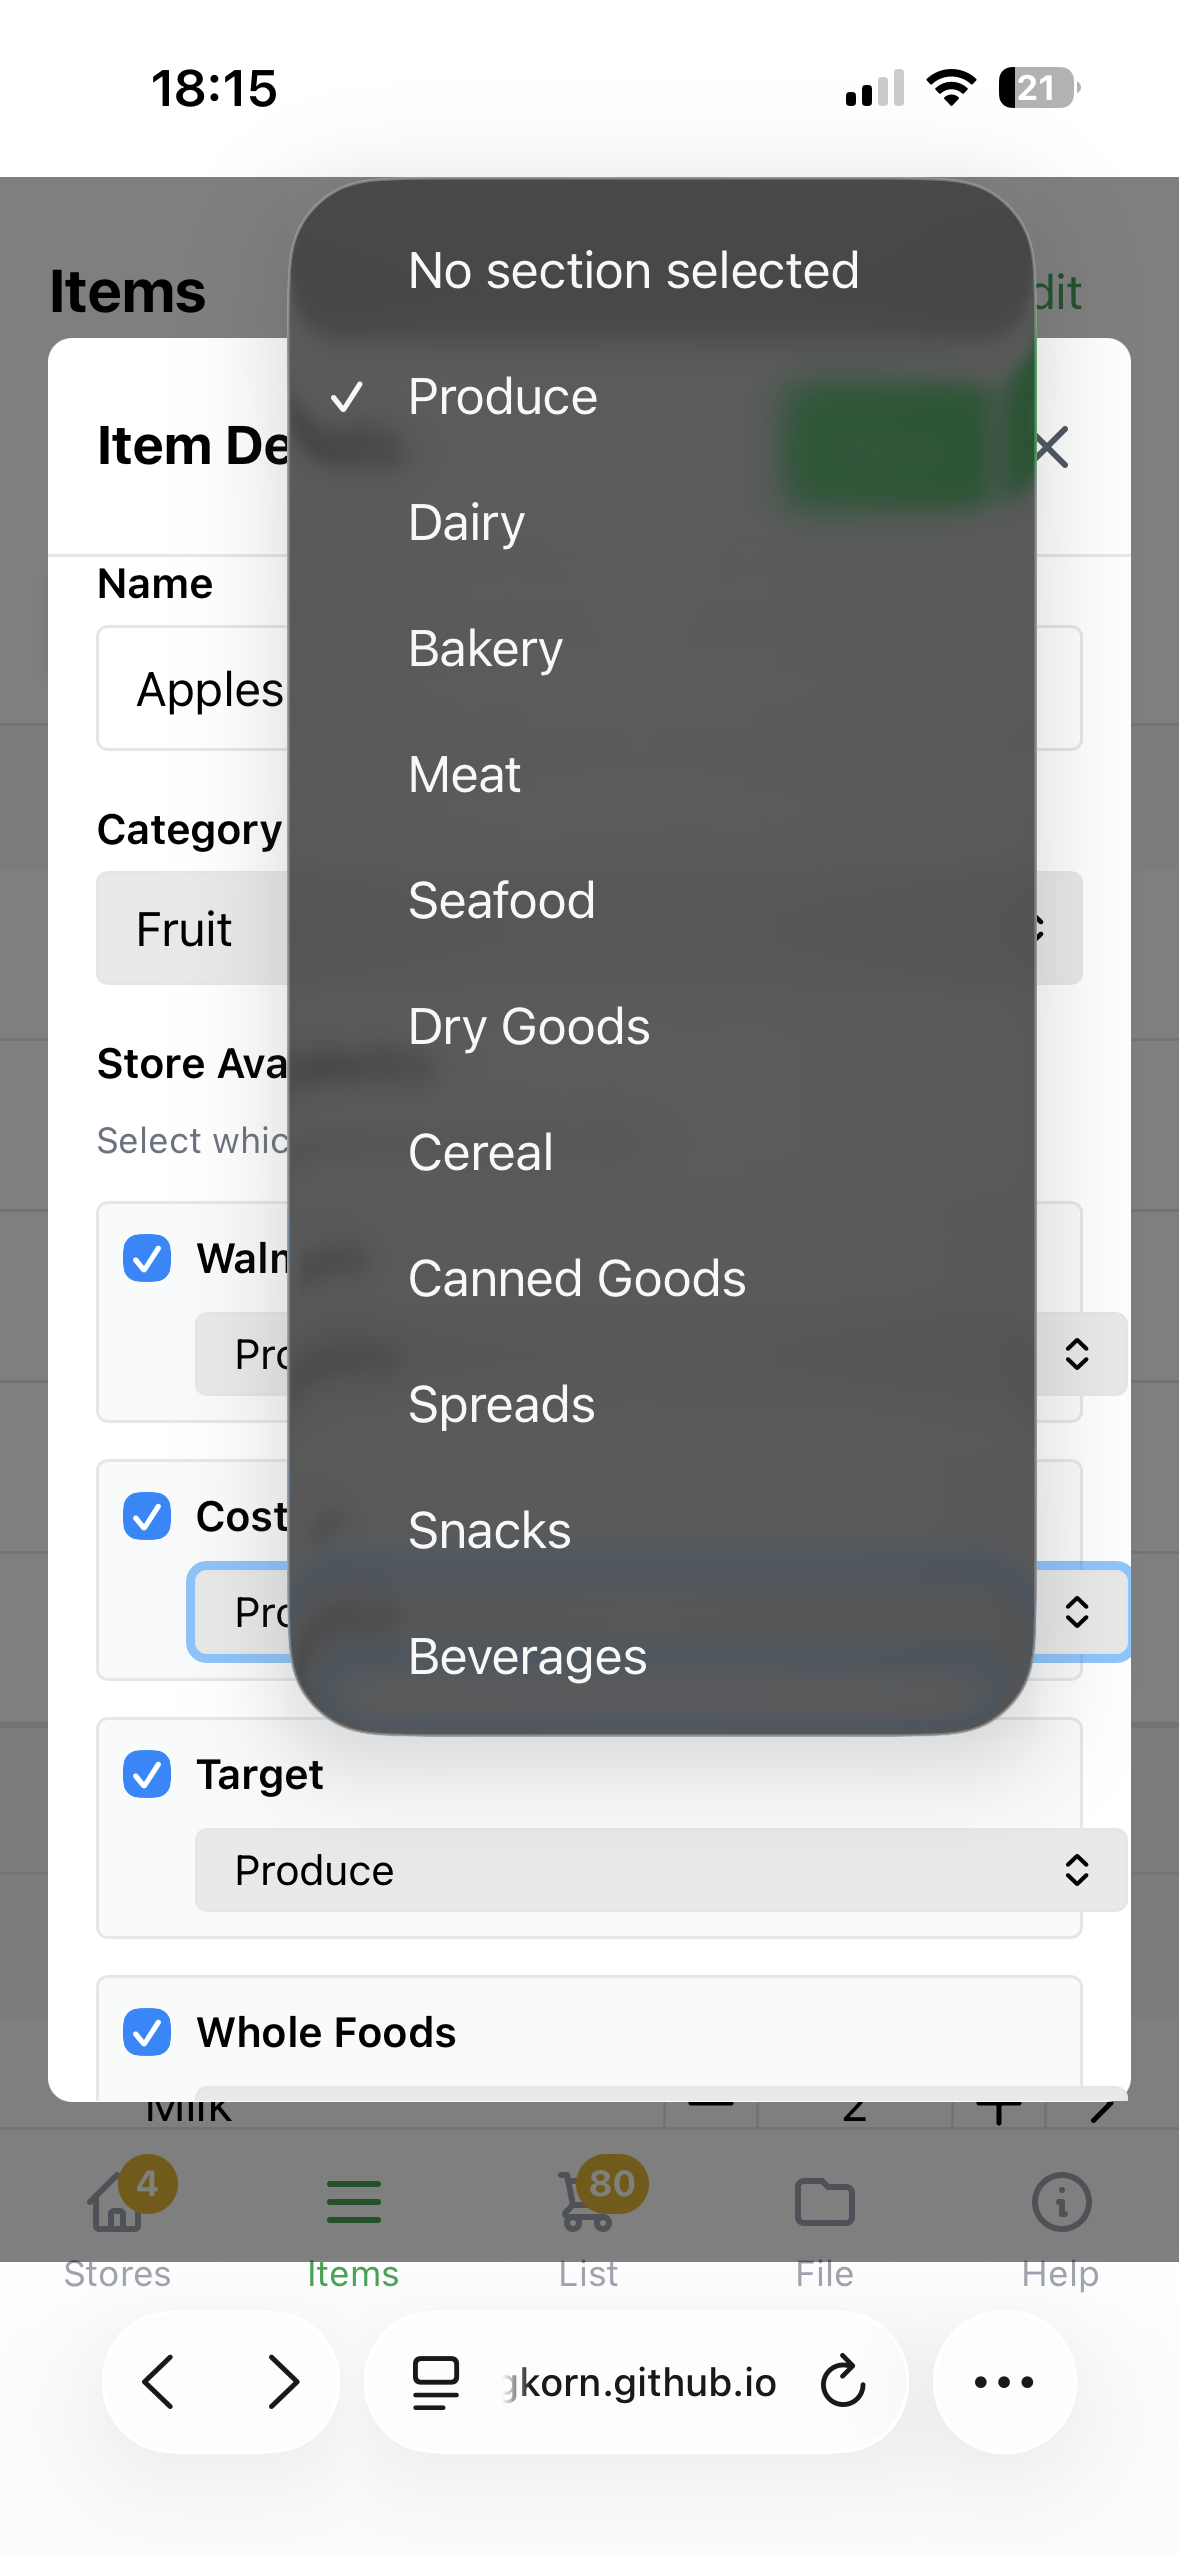 18:15
21
Items
dit
No section selected
Produce
Dairy
Bakery
Meat
Seafood
Dry Goods
Cereal
Canned Goods
Spreads
Snacks
Beverages
Item De
Name
Apples
Category
Fruit
Store Ava
Select whic
Waln
Pro
Cost
Pro
Target
Produce
Whole Foods
Milk
2
4
80
Stores
Items
List
File
Help
gkorn.github.io